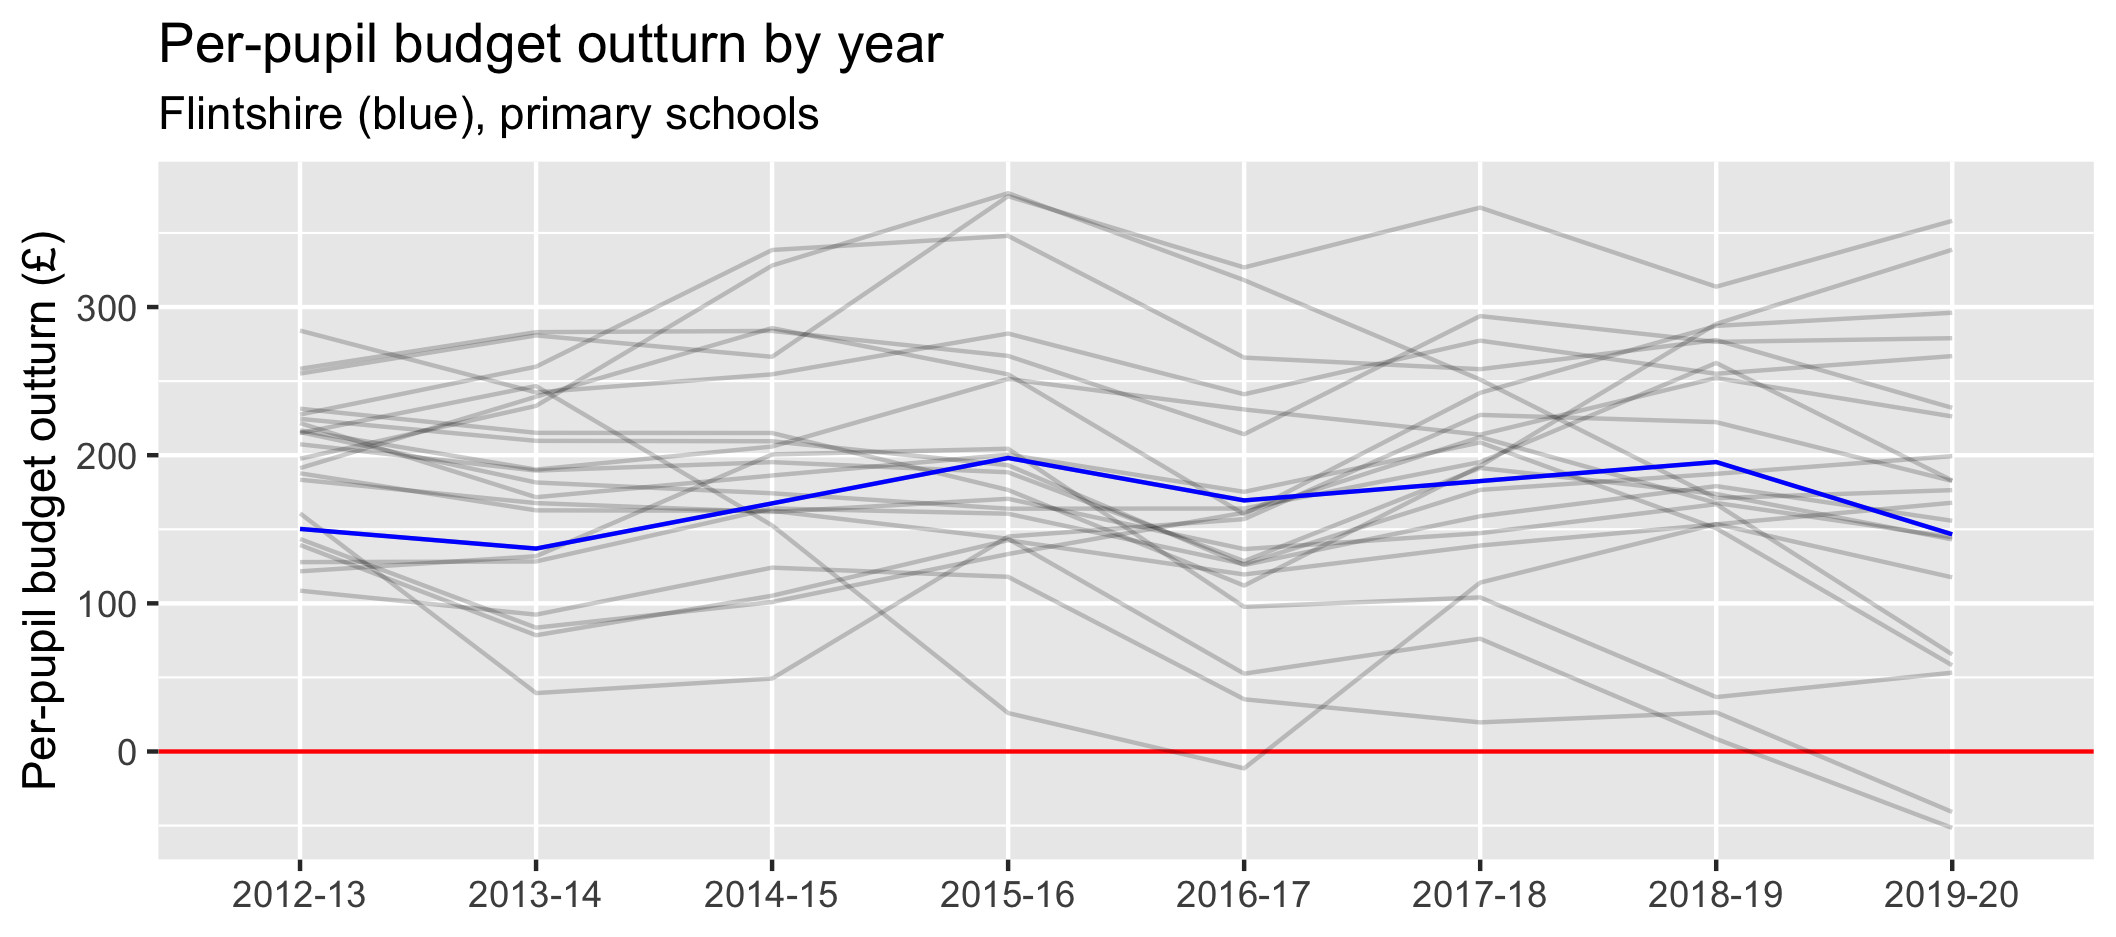 Per-pupil budget outturn by year
Flintshire (blue), primary schools
Per-pupil budget outturn (£)
300
200
100
0
2012-13 2013-14 2014-15 2015-16 2016-17 2017-18 2018-19 2019-20